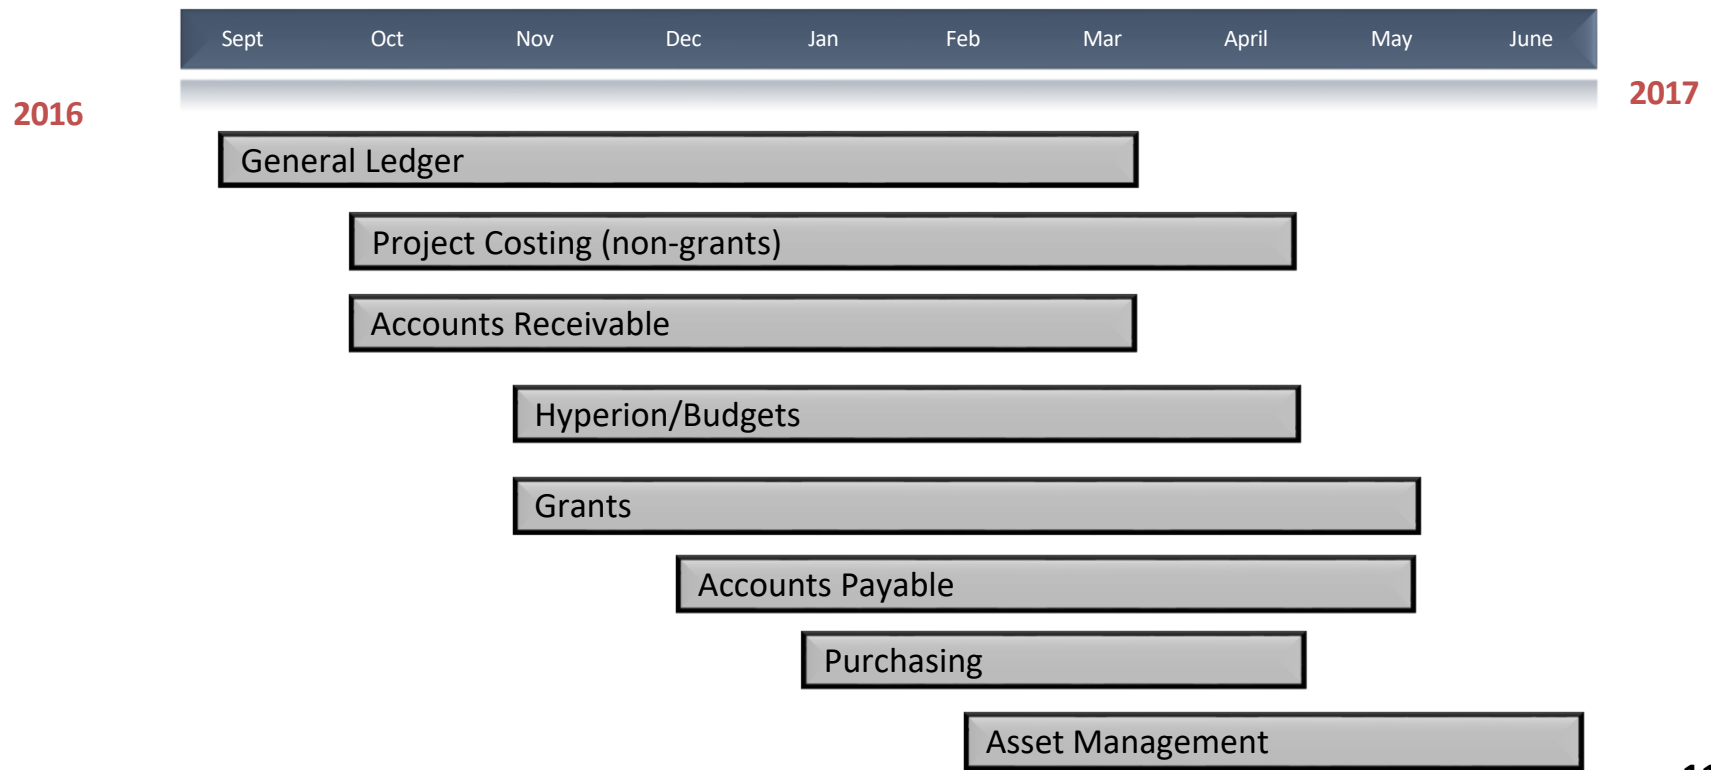 Sept Oct Nov Dec Jan Feb Mar April May June
2016
2017
General Ledger
Project Costing (non-grants)
Accounts Receivable
Hyperion/Budgets
Grants
Accounts Payable
Purchasing
Asset Management